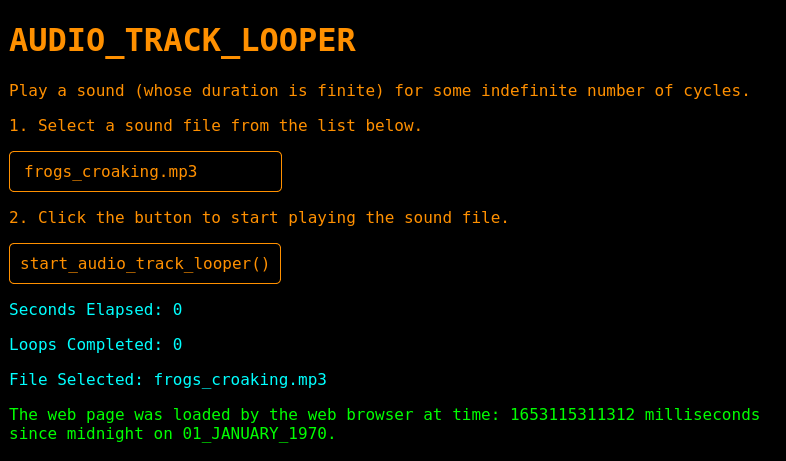 AUDIO_TRACK_LOOPER
Play a sound (whose duration is finite) for some indefinite number of cycles.
1. Select a sound file from the list below.
frogs_croaking.mp3
2. Click the button to start playing the sound file.
start_audio_track_looper()
Seconds Elapsed: 0
Loops Completed: 0
File Selected: frogs_croaking.mp3
The web page was loaded by the web browser at time: 1653115311312 milliseconds
since midnight on 01_JANUARY_1970.